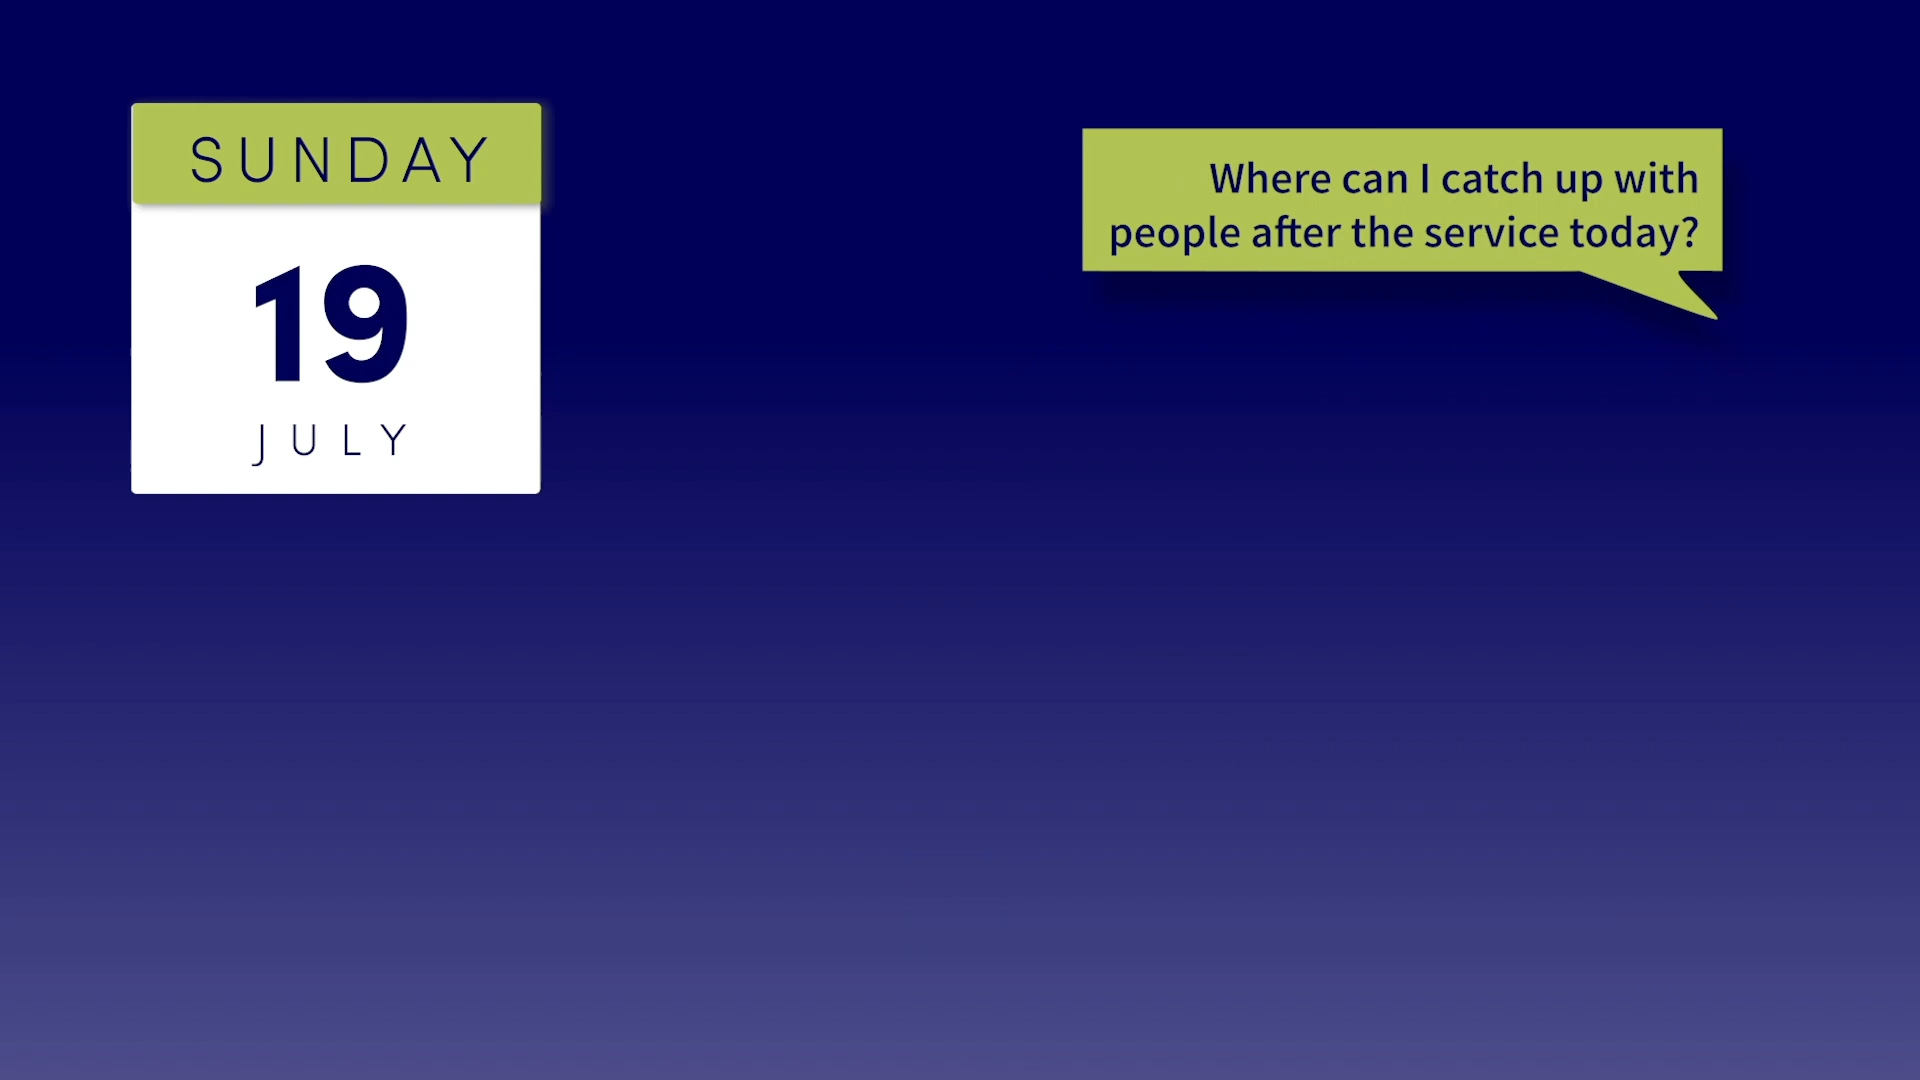 SUNDAY
19
JULY
Where can I catch up with
people after the service today?